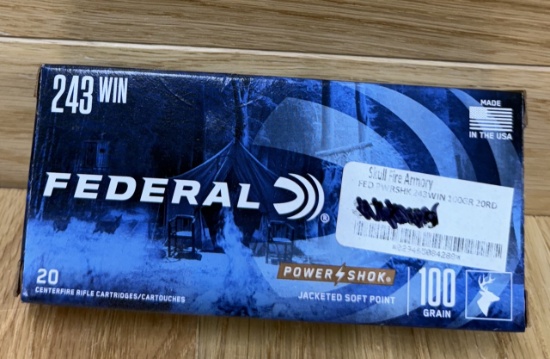 243 WIN
MADE
IN THE USA
Skull Fire Armory
FED PWRSHK 243WIN 100GR 20RD
FEDERAL®
POWER SHOK®
JACKETED SOFT POINT
100
GRAIN
20
CENTERFIRE RIFLE CARTRIDGES/CARTOUCHES